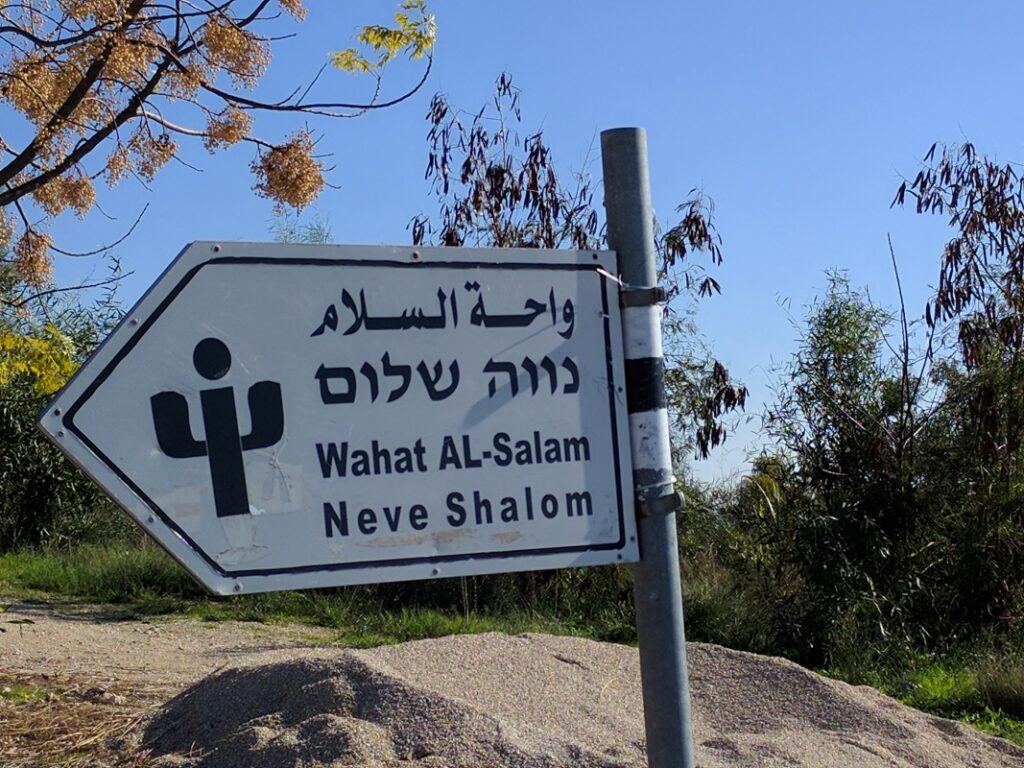 واحة السلام
נווה שלום
Wahat AL-Salam
Neve Shalom